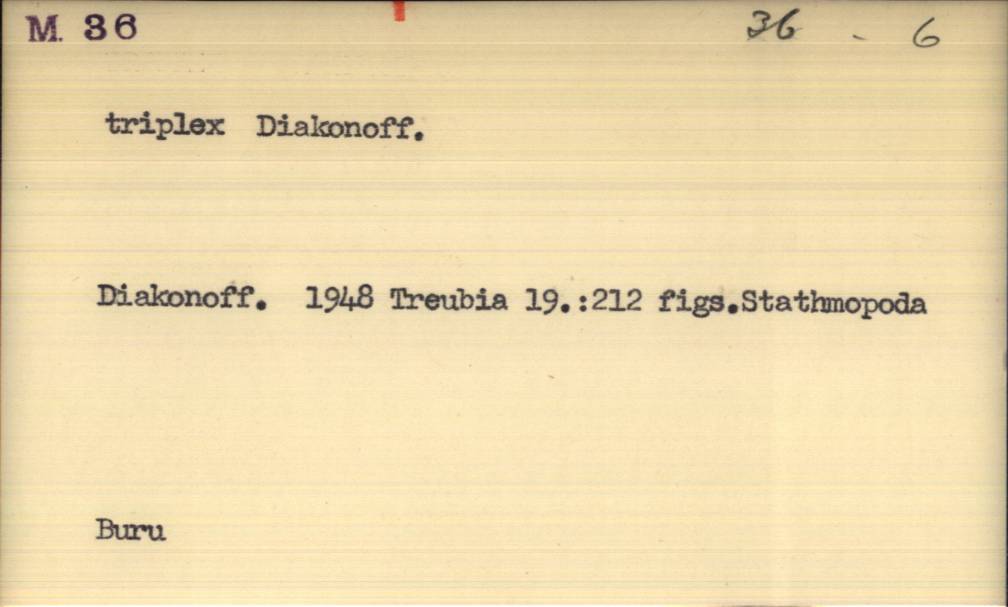 M. 36 36 - 6
triplex Diakonoff.
Diakonoff. 1948 Treubia 19.:212 figs.Stathmopoda
Buru